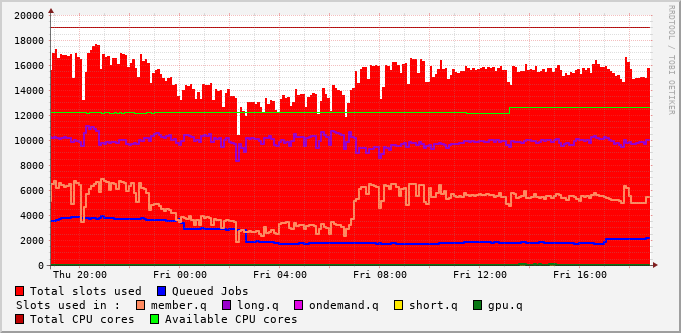 20000
18000
16000
14000
12000
10000
8000
6000
4000
2000
0
Thu 20:00 Fri 00:00 Fri 04:00 Fri 08:00 Fri 12:00 Fri 16:00
Total slots used Queued Jobs
Slots used in : member.q long.q ondemand.q short.q gpu.q
Total CPU cores Available CPU cores
RRDTOOL / TOBI OETIKER